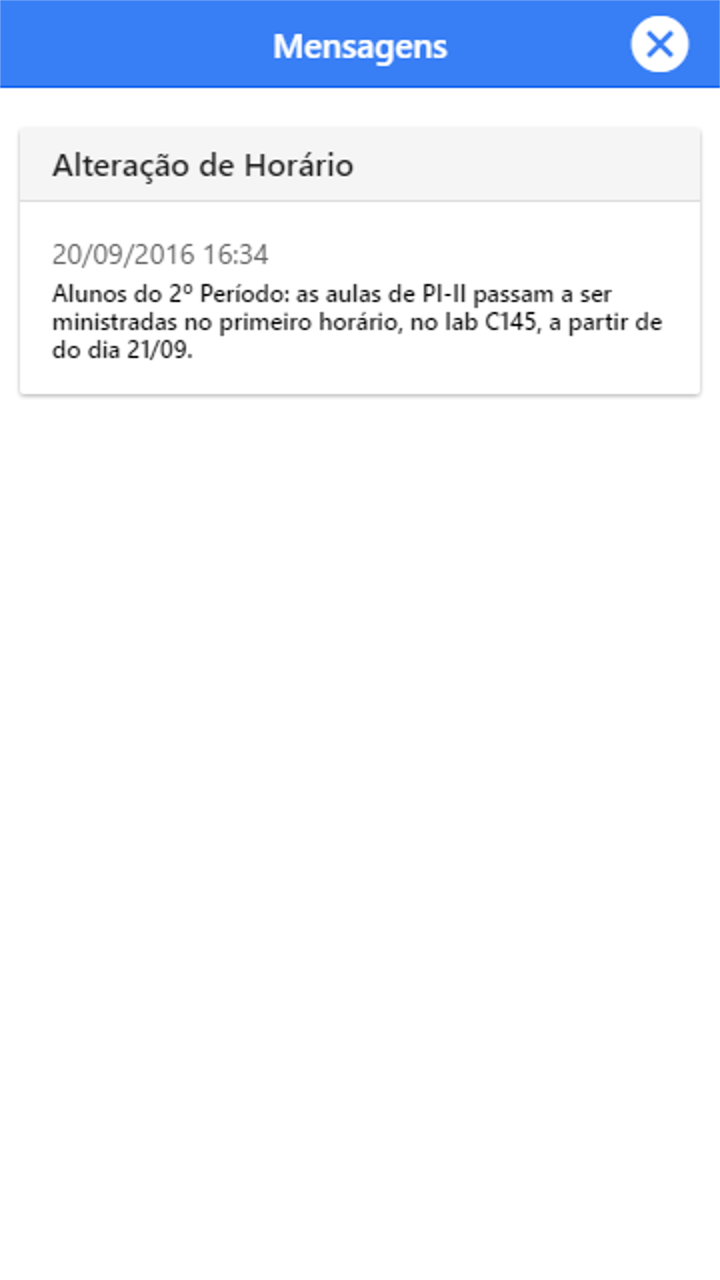 Mensagens
Alteração de Horário
20/09/2016 16:34
Alunos do 2º Período: as aulas de PI-II passam a ser
ministradas no primeiro horário, no lab C145, a partir de
do dia 21/09.